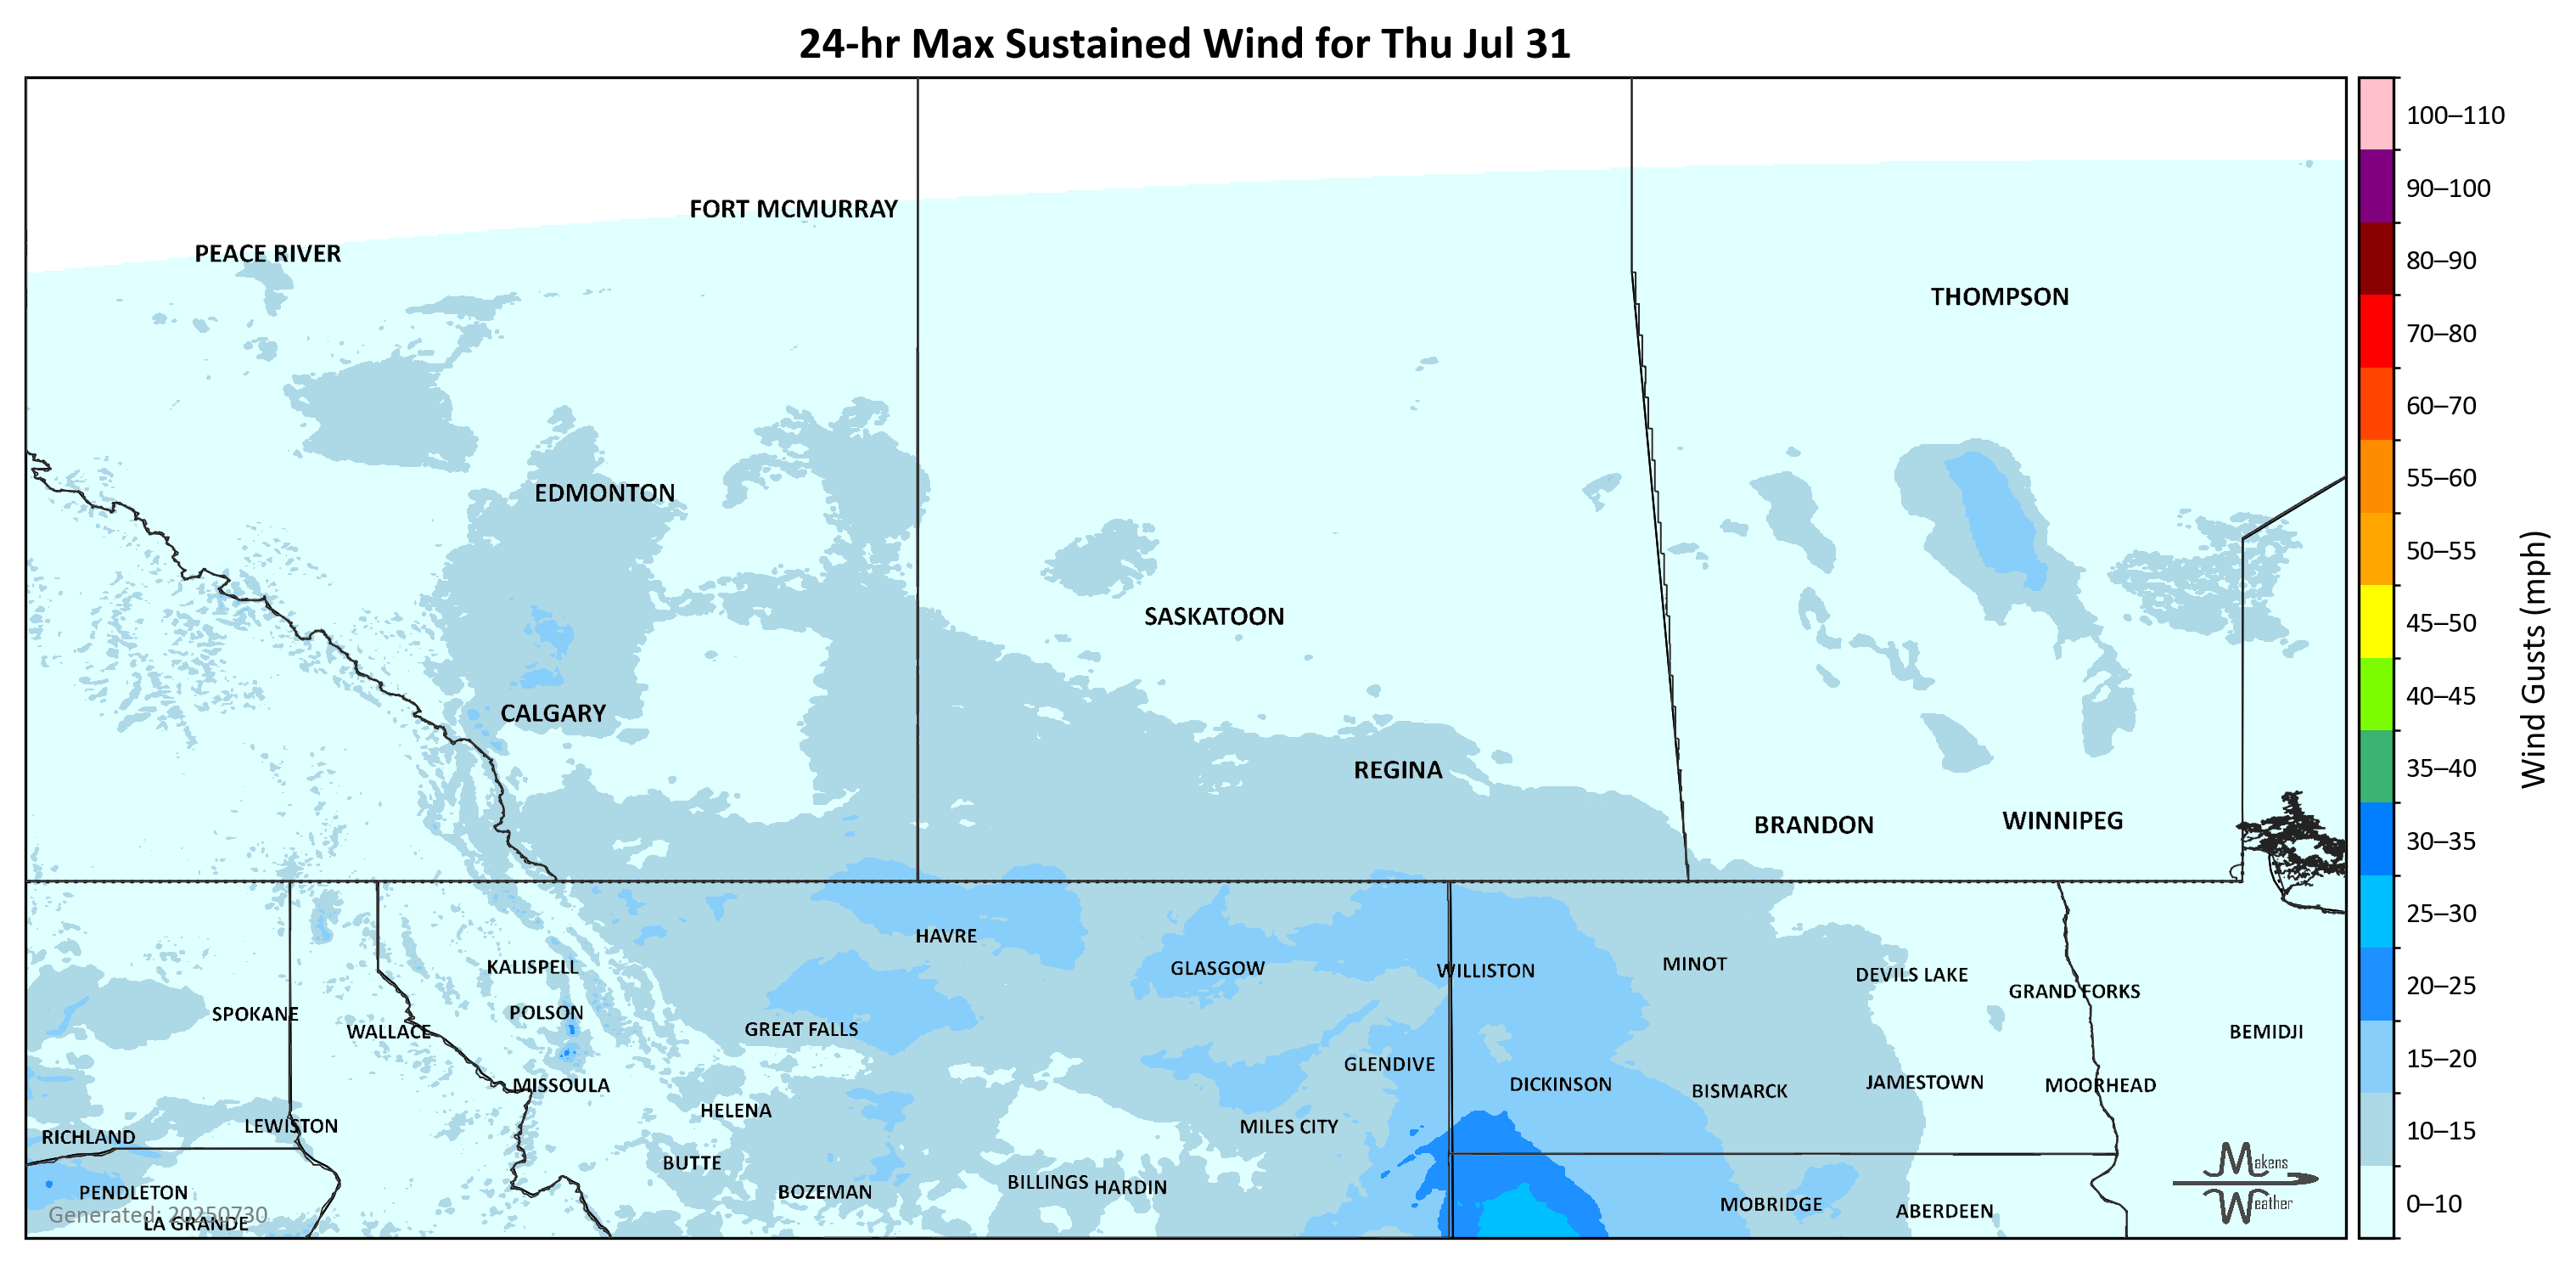 24-hr Max Sustained Wind for Thu Jul 31
100–110
90–100
80–90
70–80
60–70
55–60
50–55
45–50
40–45
35–40
30–35
25–30
20–25
15–20
10–15
0–10
Wind Gusts (mph)
FORT MCMURRAY
PEACE RIVER
THOMPSON
EDMONTON
SASKATOON
CALGARY
REGINA
BRANDON
WINNIPEG
HAVRE
KALISPELL
GLASGOW
WILLISTON
MINOT
DEVILS LAKE
GRAND FORKS
SPOKANE
POLSON
WALLACE
GREAT FALLS
BEMIDJI
GLENDIVE
MISSOULA
DICKINSON
BISMARCK
JAMESTOWN
MOORHEAD
HELENA
LEWISTON
MILES CITY
RICHLAND
BUTTE
BILLINGS
HARDIN
PENDLETON
BOZEMAN
MOBRIDGE
ABERDEEN
Generated: 20250730
LA GRANDE
Makens
Weather